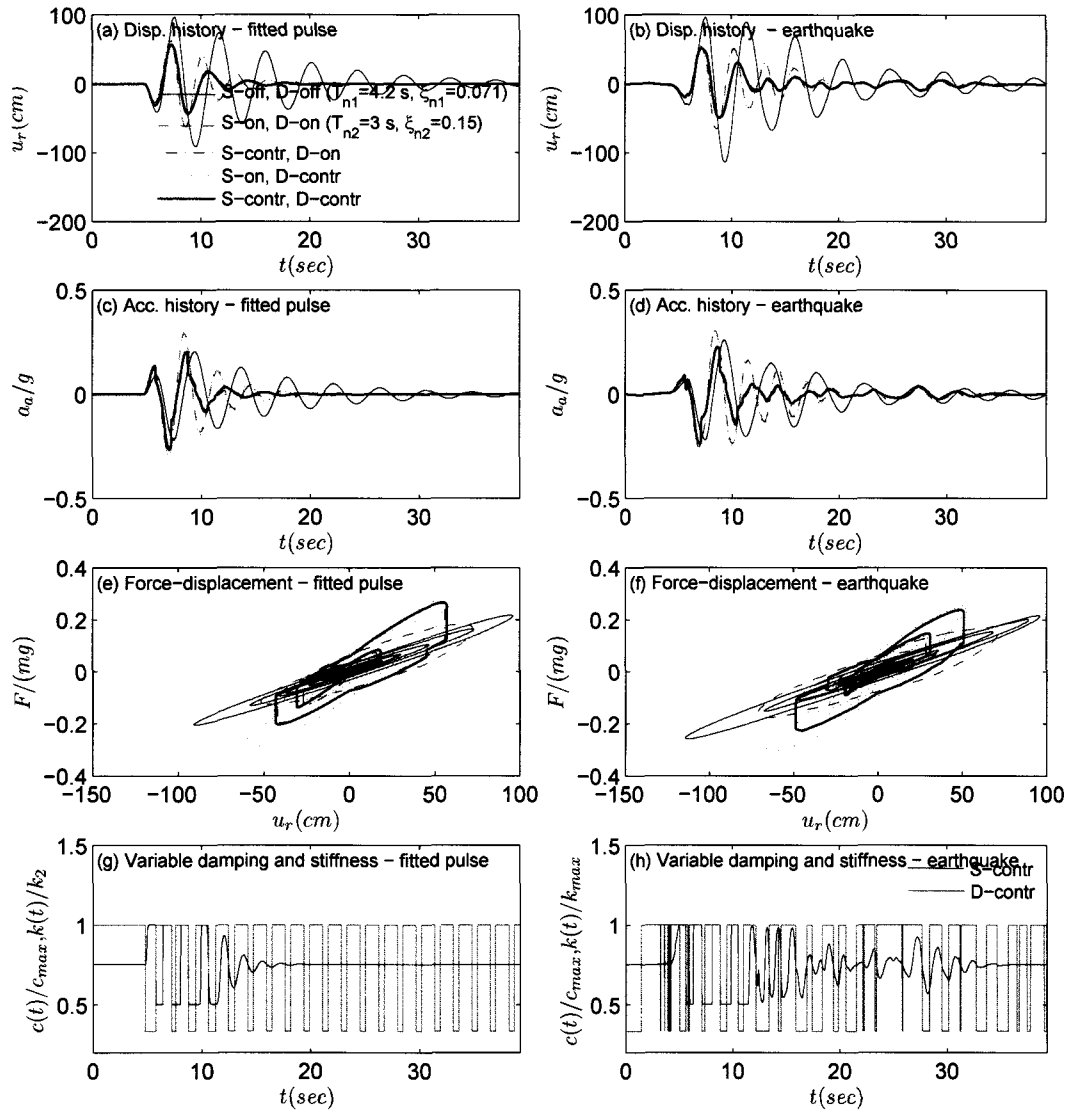 (a) Disp. history − fitted pulse
100
0
−100
−200
u_r(cm)
S−off, D−off (T_n1=4.2 s, ξ_n1=0.071)
S−on, D−on (T_n2=3 s, ξ_n2=0.15)
S−contr, D−on
S−on, D−contr
S−contr, D−contr
0 10 20 30
t(sec)
(b) Disp. history − earthquake
100
0
−100
−200
u_r(cm)
0 10 20 30
t(sec)
(c) Acc. history − fitted pulse
0.5
0
−0.5
a_a/g
0 10 20 30
t(sec)
(d) Acc. history − earthquake
0.5
0
−0.5
a_a/g
0 10 20 30
t(sec)
(e) Force−displacement − fitted pulse
0.4
0.2
0
−0.2
−0.4
F/(mg)
−150 −100 −50 0 50 100
u_r(cm)
(f) Force−displacement − earthquake
0.4
0.2
0
−0.2
−0.4
F/(mg)
−150 −100 −50 0 50 100
u_r(cm)
(g) Variable damping and stiffness − fitted pulse
1.5
1
0.5
c(t)/c_max,k(t)/k_2
0 10 20 30
t(sec)
(h) Variable damping and stiffness − earthquake
S−contr
D−contr
1.5
1
0.5
c(t)/c_max,k(t)/k_max
0 10 20 30
t(sec)